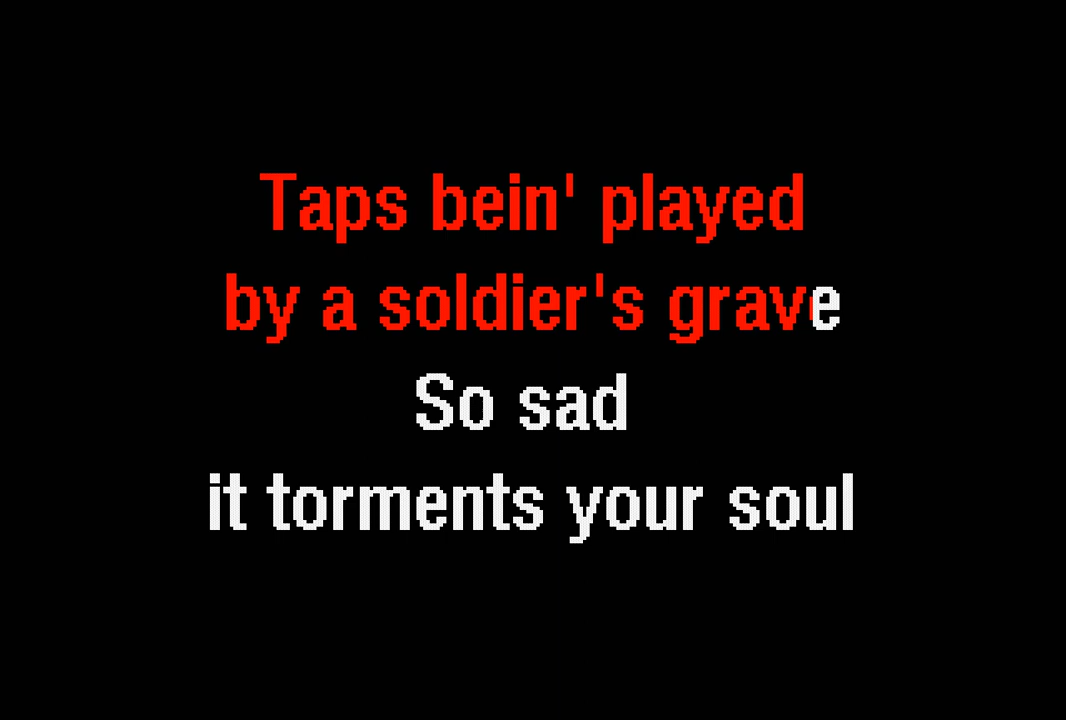 Taps bein' played
by a soldier's grave
So sad
it torments your soul